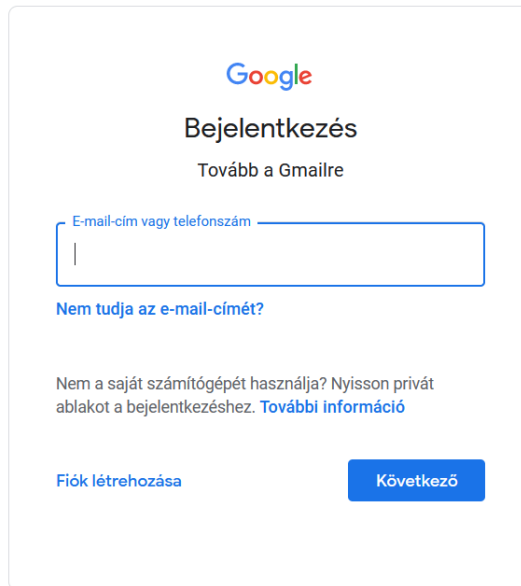 Google
Bejelentkezés
Tovább a Gmailre
E-mail-cím vagy telefonszám
Nem tudja az e-mail-címét?
Nem a saját számítógépét használja? Nyisson privát
ablakot a bejelentkezéshez. További információ
Fiók létrehozása
Következő